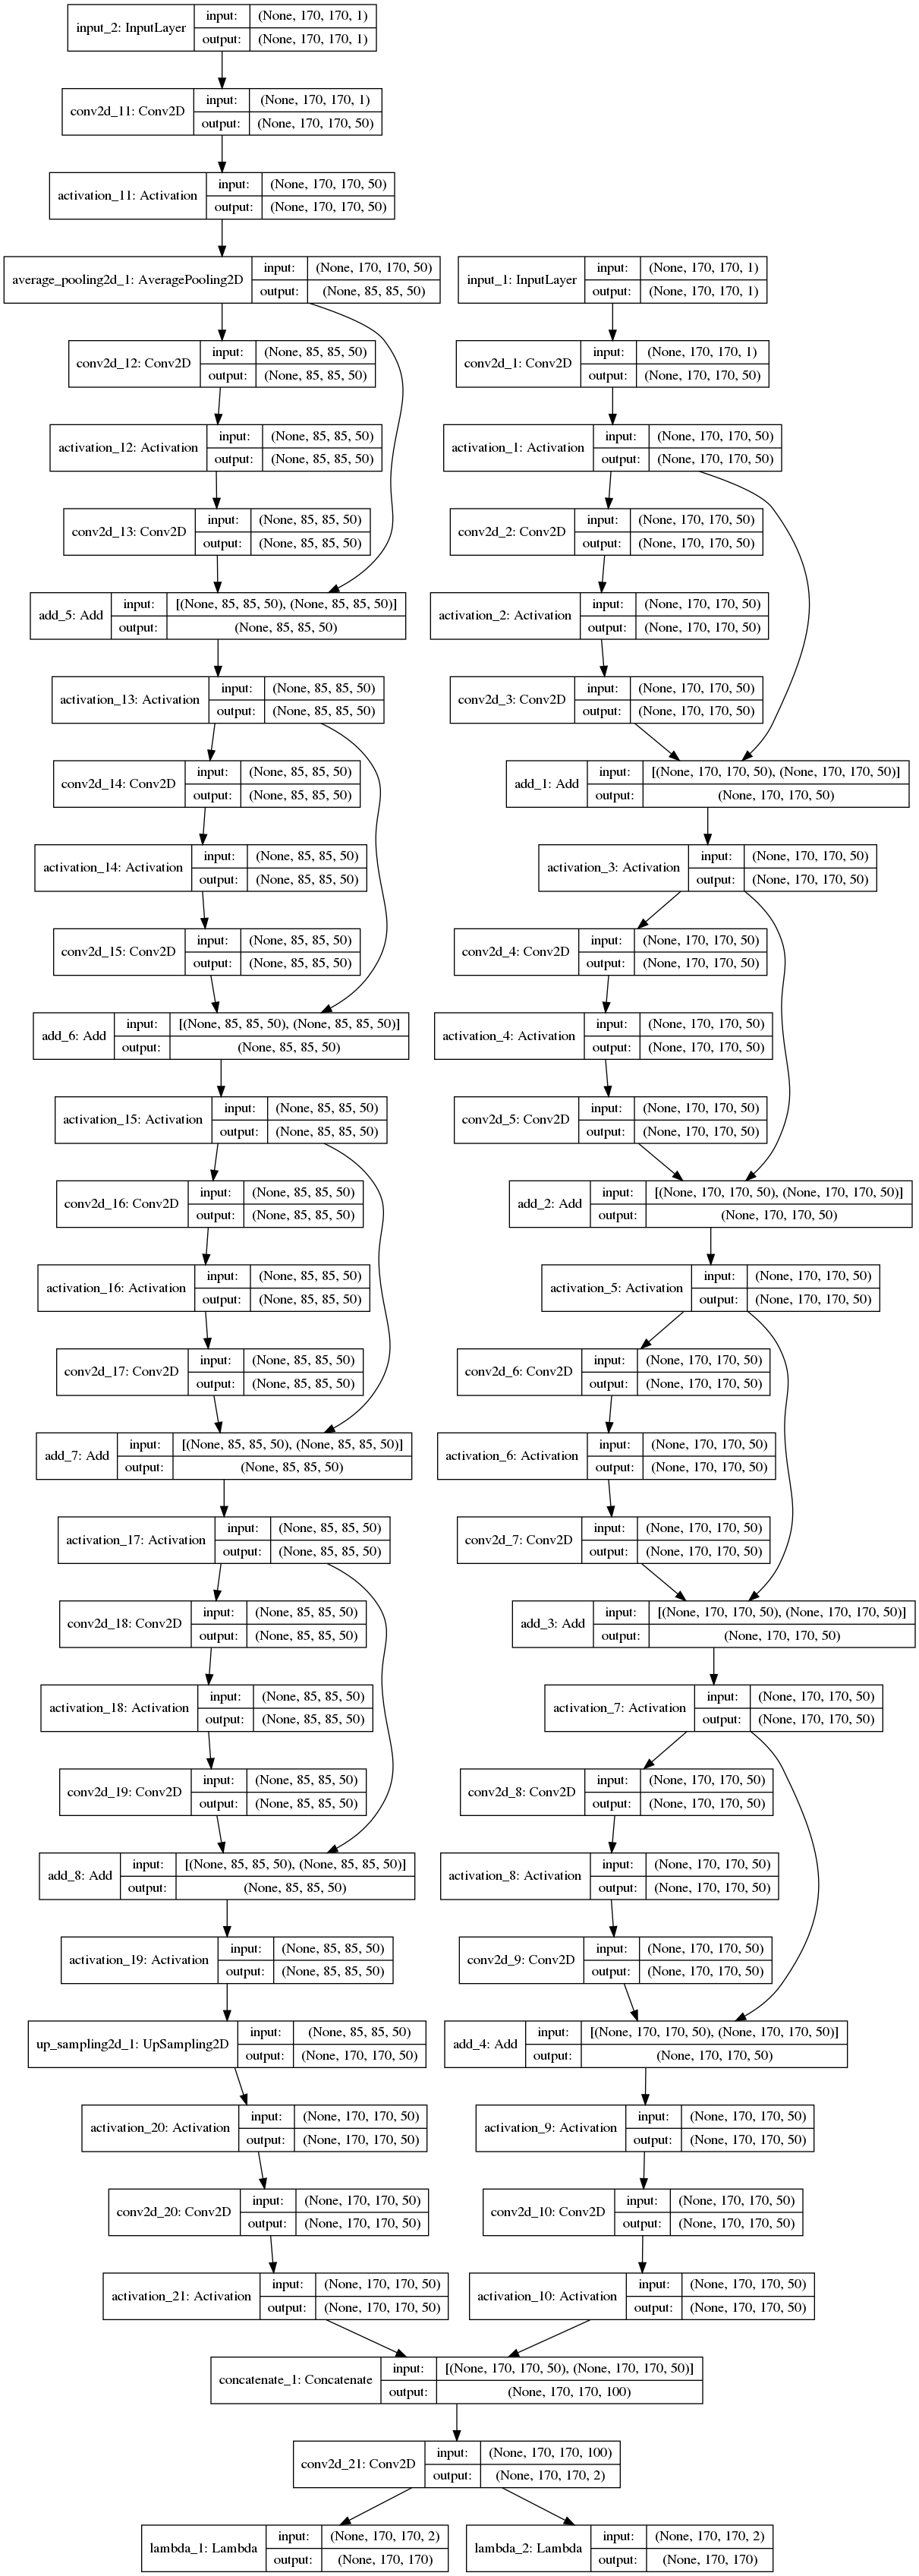 input_2: InputLayer
input:
(None, 170, 170, 1)
output:
(None, 170, 170, 1)
conv2d_11: Conv2D
input:
(None, 170, 170, 1)
output:
(None, 170, 170, 50)
activation_11: Activation
input:
(None, 170, 170, 50)
output:
(None, 170, 170, 50)
average_pooling2d_1: AveragePooling2D
input:
(None, 170, 170, 50)
output:
(None, 85, 85, 50)
input_1: InputLayer
input:
(None, 170, 170, 1)
output:
(None, 170, 170, 1)
conv2d_12: Conv2D
input:
(None, 85, 85, 50)
output:
(None, 85, 85, 50)
conv2d_1: Conv2D
input:
(None, 170, 170, 1)
output:
(None, 170, 170, 50)
activation_12: Activation
input:
(None, 85, 85, 50)
output:
(None, 85, 85, 50)
activation_1: Activation
input:
(None, 170, 170, 50)
output:
(None, 170, 170, 50)
conv2d_13: Conv2D
input:
(None, 85, 85, 50)
output:
(None, 85, 85, 50)
conv2d_2: Conv2D
input:
(None, 170, 170, 50)
output:
(None, 170, 170, 50)
add_5: Add
input:
[(None, 85, 85, 50), (None, 85, 85, 50)]
output:
(None, 85, 85, 50)
activation_2: Activation
input:
(None, 170, 170, 50)
output:
(None, 170, 170, 50)
activation_13: Activation
input:
(None, 85, 85, 50)
output:
(None, 85, 85, 50)
conv2d_3: Conv2D
input:
(None, 170, 170, 50)
output:
(None, 170, 170, 50)
conv2d_14: Conv2D
input:
(None, 85, 85, 50)
output:
(None, 85, 85, 50)
add_1: Add
input:
[(None, 170, 170, 50), (None, 170, 170, 50)]
output:
(None, 170, 170, 50)
activation_14: Activation
input:
(None, 85, 85, 50)
output:
(None, 85, 85, 50)
activation_3: Activation
input:
(None, 170, 170, 50)
output:
(None, 170, 170, 50)
conv2d_15: Conv2D
input:
(None, 85, 85, 50)
output:
(None, 85, 85, 50)
conv2d_4: Conv2D
input:
(None, 170, 170, 50)
output:
(None, 170, 170, 50)
add_6: Add
input:
[(None, 85, 85, 50), (None, 85, 85, 50)]
output:
(None, 85, 85, 50)
activation_4: Activation
input:
(None, 170, 170, 50)
output:
(None, 170, 170, 50)
activation_15: Activation
input:
(None, 85, 85, 50)
output:
(None, 85, 85, 50)
conv2d_5: Conv2D
input:
(None, 170, 170, 50)
output:
(None, 170, 170, 50)
conv2d_16: Conv2D
input:
(None, 85, 85, 50)
output:
(None, 85, 85, 50)
add_2: Add
input:
[(None, 170, 170, 50), (None, 170, 170, 50)]
output:
(None, 170, 170, 50)
activation_16: Activation
input:
(None, 85, 85, 50)
output:
(None, 85, 85, 50)
activation_5: Activation
input:
(None, 170, 170, 50)
output:
(None, 170, 170, 50)
conv2d_17: Conv2D
input:
(None, 85, 85, 50)
output:
(None, 85, 85, 50)
conv2d_6: Conv2D
input:
(None, 170, 170, 50)
output:
(None, 170, 170, 50)
add_7: Add
input:
[(None, 85, 85, 50), (None, 85, 85, 50)]
output:
(None, 85, 85, 50)
activation_6: Activation
input:
(None, 170, 170, 50)
output:
(None, 170, 170, 50)
activation_17: Activation
input:
(None, 85, 85, 50)
output:
(None, 85, 85, 50)
conv2d_7: Conv2D
input:
(None, 170, 170, 50)
output:
(None, 170, 170, 50)
conv2d_18: Conv2D
input:
(None, 85, 85, 50)
output:
(None, 85, 85, 50)
add_3: Add
input:
[(None, 170, 170, 50), (None, 170, 170, 50)]
output:
(None, 170, 170, 50)
activation_18: Activation
input:
(None, 85, 85, 50)
output:
(None, 85, 85, 50)
activation_7: Activation
input:
(None, 170, 170, 50)
output:
(None, 170, 170, 50)
conv2d_19: Conv2D
input:
(None, 85, 85, 50)
output:
(None, 85, 85, 50)
conv2d_8: Conv2D
input:
(None, 170, 170, 50)
output:
(None, 170, 170, 50)
add_8: Add
input:
[(None, 85, 85, 50), (None, 85, 85, 50)]
output:
(None, 85, 85, 50)
activation_8: Activation
input:
(None, 170, 170, 50)
output:
(None, 170, 170, 50)
activation_19: Activation
input:
(None, 85, 85, 50)
output:
(None, 85, 85, 50)
conv2d_9: Conv2D
input:
(None, 170, 170, 50)
output:
(None, 170, 170, 50)
up_sampling2d_1: UpSampling2D
input:
(None, 85, 85, 50)
output:
(None, 170, 170, 50)
add_4: Add
input:
[(None, 170, 170, 50), (None, 170, 170, 50)]
output:
(None, 170, 170, 50)
activation_20: Activation
input:
(None, 170, 170, 50)
output:
(None, 170, 170, 50)
activation_9: Activation
input:
(None, 170, 170, 50)
output:
(None, 170, 170, 50)
conv2d_20: Conv2D
input:
(None, 170, 170, 50)
output:
(None, 170, 170, 50)
conv2d_10: Conv2D
input:
(None, 170, 170, 50)
output:
(None, 170, 170, 50)
activation_21: Activation
input:
(None, 170, 170, 50)
output:
(None, 170, 170, 50)
activation_10: Activation
input:
(None, 170, 170, 50)
output:
(None, 170, 170, 50)
concatenate_1: Concatenate
input:
[(None, 170, 170, 50), (None, 170, 170, 50)]
output:
(None, 170, 170, 100)
conv2d_21: Conv2D
input:
(None, 170, 170, 100)
output:
(None, 170, 170, 2)
lambda_1: Lambda
input:
(None, 170, 170, 2)
output:
(None, 170, 170)
lambda_2: Lambda
input:
(None, 170, 170, 2)
output:
(None, 170, 170)